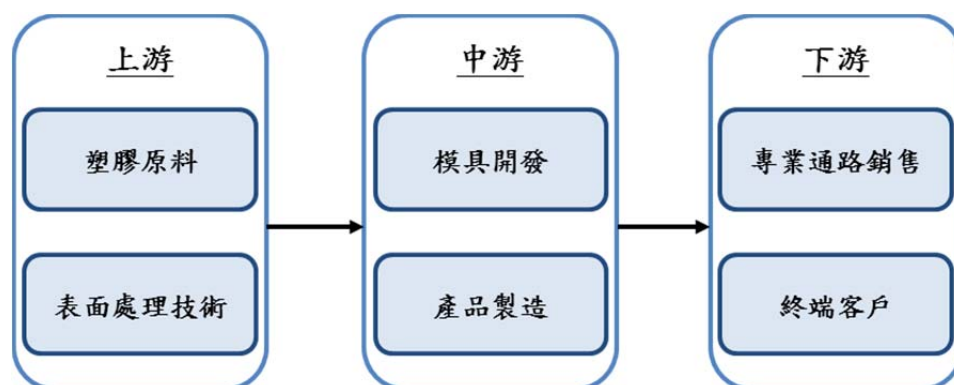 上游
塑膠原料
表面處理技術
中游
模具開發
產品製造
下游
專業通路銷售
終端客戶